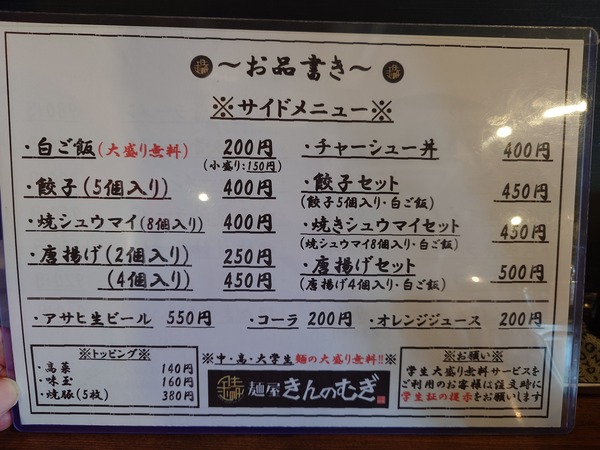 ～お品書き～
※サイドメニュー※
・白ご飯(大盛り無料) 200円
(小盛り:150円)
・餃子(5個入り) 400円
・焼シュウマイ(8個入り) 400円
・唐揚げ(2個入り) 250円
(4個入り) 450円
・チャーシュー丼 400円
・餃子セット 450円
(餃子5個入り・白ご飯)
・焼きシュウマイセット 450円
(焼シュウマイ8個入り・白ご飯)
・唐揚げセット 500円
(唐揚げ4個入り・白ご飯)
・アサヒ生ビール 550円 ・コーラ 200円 ・オレンジジュース 200円
※トッピング※
・高菜 140円
・味玉 160円
・焼豚(5枚) 380円
※中・高・大学生麺の大盛り無料!!※
麺屋 きんのむぎ
※お願い※
学生大盛り無料サービスを
ご利用のお客様は注文時に
学生証の提示をお願いします